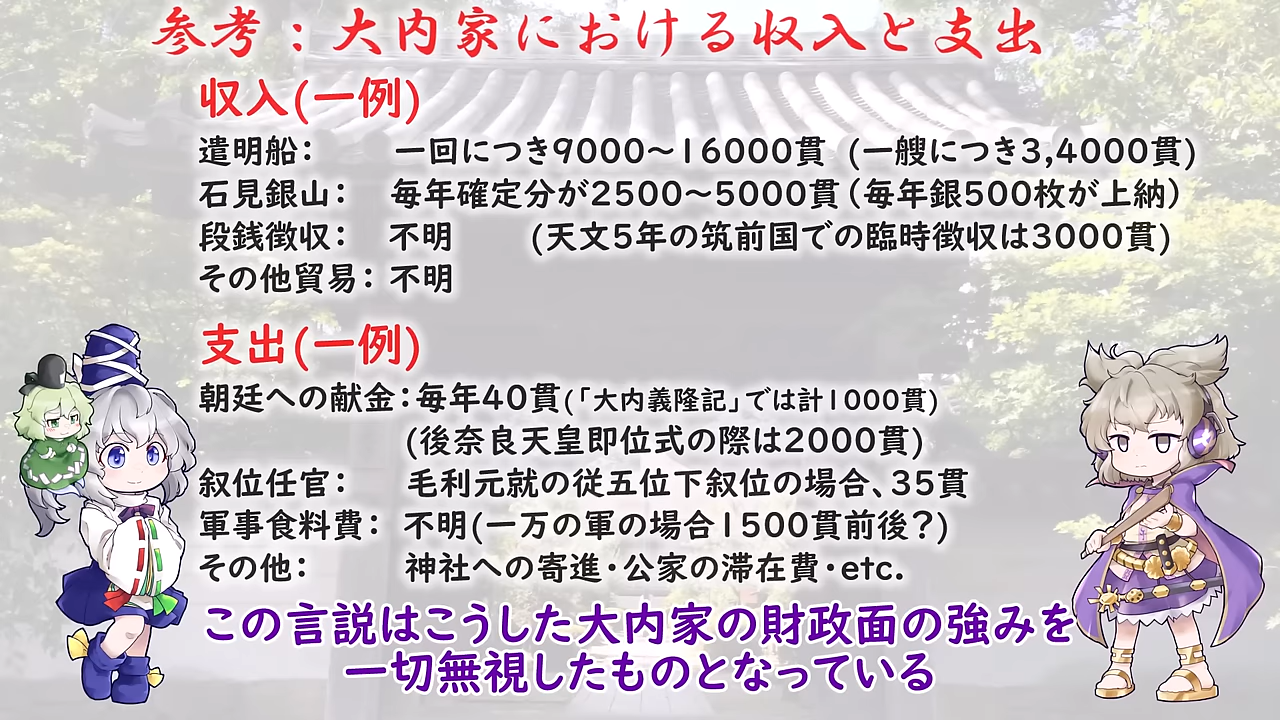 参考：大内家における収入と支出
収入(一例)
遣明船： 一回につき9000～16000貫 (一艘につき3,4000貫)
石見銀山： 毎年確定分が2500～5000貫（毎年銀500枚が上納）
段銭徴収： 不明 (天文5年の筑前国での臨時徴収は3000貫)
その他貿易：不明
支出(一例)
朝廷への献金：毎年40貫(「大内義隆記」では計1000貫)
(後奈良天皇即位式の際は2000貫)
叙位任官： 毛利元就の従五位下叙位の場合、35貫
軍事食料費： 不明(一万の軍の場合1500貫前後？)
その他： 神社への寄進・公家の滞在費・etc.
この言説はこうした大内家の財政面の強みを
一切無視したものとなっている